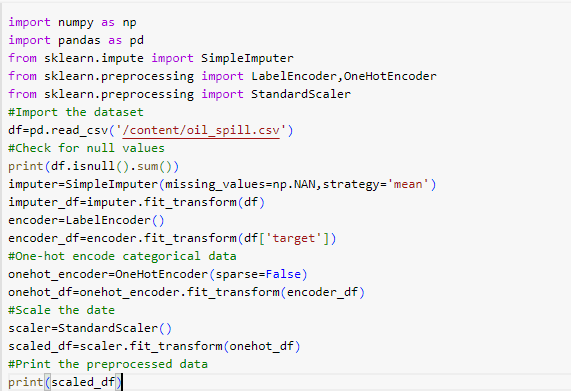 import numpy as np
import pandas as pd
from sklearn.impute import SimpleImputer
from sklearn.preprocessing import LabelEncoder,OneHotEncoder
from sklearn.preprocessing import StandardScaler
#Import the dataset
df=pd.read_csv('/content/oil_spill.csv')
#Check for null values
print(df.isnull().sum())
imputer=SimpleImputer(missing_values=np.NAN,strategy='mean')
imputer_df=imputer.fit_transform(df)
encoder=LabelEncoder()
encoder_df=encoder.fit_transform(df['target'])
#One-hot encode categorical data
onehot_encoder=OneHotEncoder(sparse=False)
onehot_df=onehot_encoder.fit_transform(encoder_df)
#Scale the date
scaler=StandardScaler()
scaled_df=scaler.fit_transform(onehot_df)
#Print the preprocessed data
print(scaled_df)